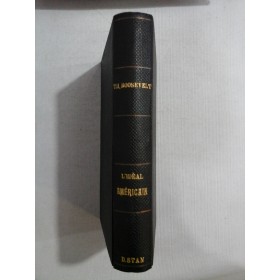 TH. ROOSEVELT
L'IDÉAL
AMÉRICAIN
D. STAN